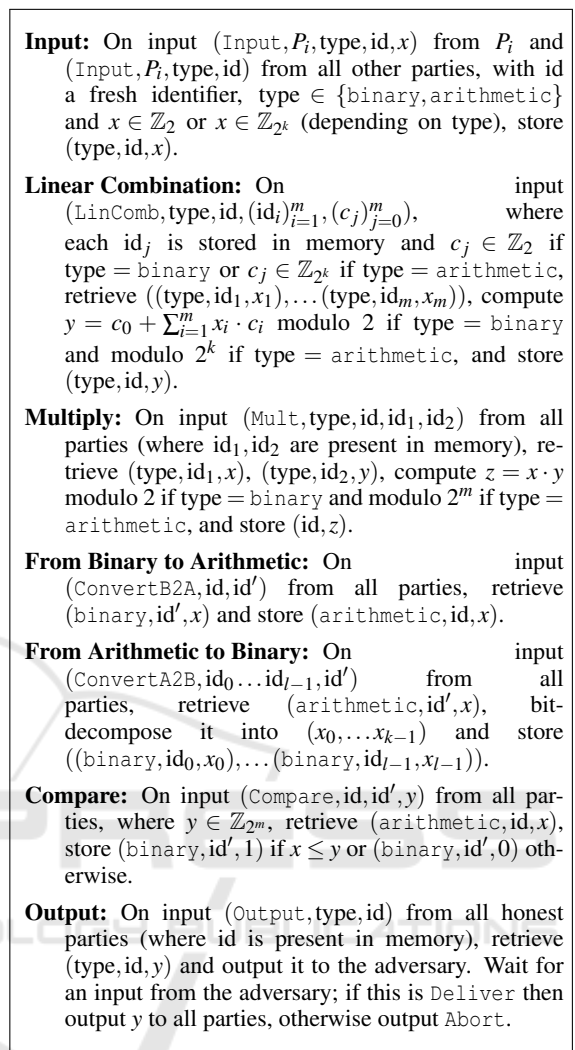 Input: On input (Input,P_i,type,id,x) from P_i and
(Input,P_i,type,id) from all other parties, with id
a fresh identifier, type ∈ {binary,arithmetic}
and x ∈ ℤ_2 or x ∈ ℤ_{2^k} (depending on type), store
(type,id,x).
Linear Combination: On input
(LinComb,type,id,(id_i)_{i=1}^m,(c_j)_{j=0}^m), where
each id_j is stored in memory and c_j ∈ ℤ_2 if
type = binary or c_j ∈ ℤ_{2^k} if type = arithmetic,
retrieve ((type,id_1,x_1),…(type,id_m,x_m)), compute
y = c_0 + ∑_{i=1}^m x_i · c_i modulo 2 if type = binary
and modulo 2^k if type = arithmetic, and store
(type,id,y).
Multiply: On input (Mult,type,id,id_1,id_2) from all
parties (where id_1,id_2 are present in memory), re-
trieve (type,id_1,x), (type,id_2,y), compute z = x · y
modulo 2 if type = binary and modulo 2^m if type =
arithmetic, and store (id,z).
From Binary to Arithmetic: On input
(ConvertB2A,id,id′) from all parties, retrieve
(binary,id′,x) and store (arithmetic,id,x).
From Arithmetic to Binary: On input
(ConvertA2B,id_0…id_{l−1},id′) from all
parties, retrieve (arithmetic,id′,x), bit-
decompose it into (x_0,…x_{k−1}) and store
((binary,id_0,x_0),…(binary,id_{l−1},x_{l−1})).
Compare: On input (Compare,id,id′,y) from all par-
ties, where y ∈ ℤ_{2^m}, retrieve (arithmetic,id,x),
store (binary,id′,1) if x ≤ y or (binary,id′,0) oth-
erwise.
Output: On input (Output,type,id) from all honest
parties (where id is present in memory), retrieve
(type,id,y) and output it to the adversary. Wait for
an input from the adversary; if this is Deliver then
output y to all parties, otherwise output Abort.